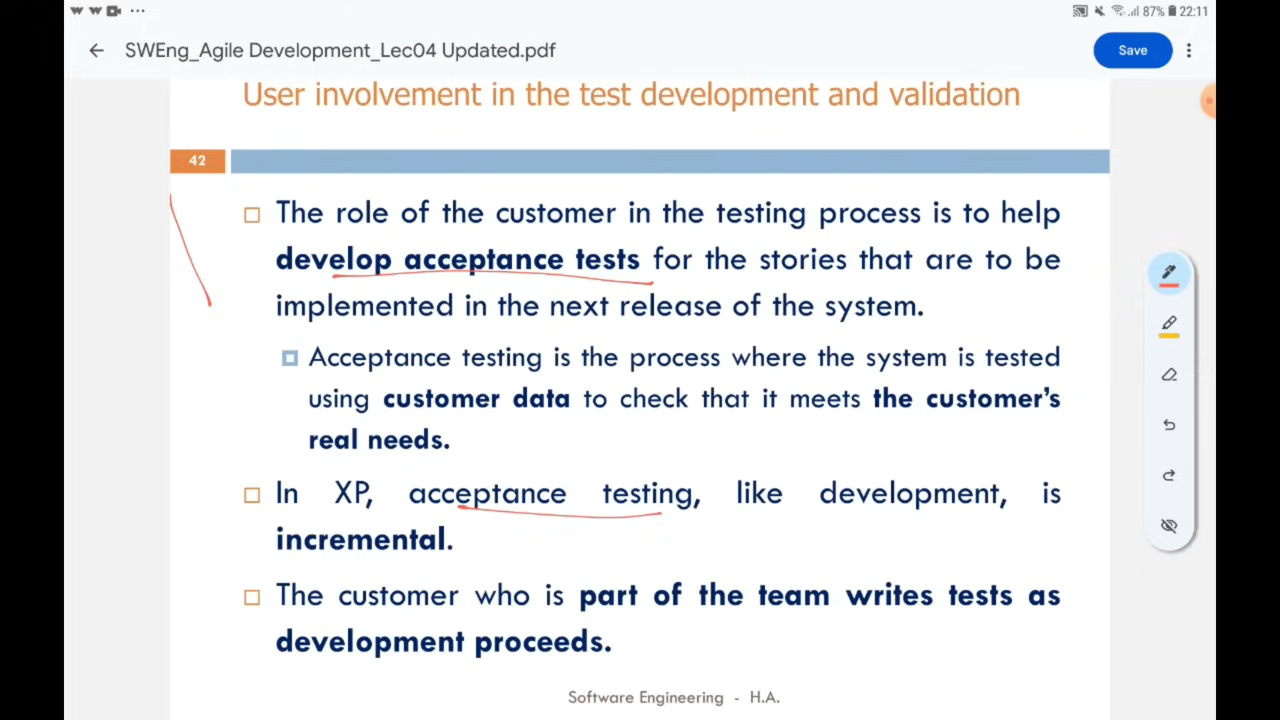 87% 22:11
SWEng_Agile Development_Lec04 Updated.pdf
Save
User involvement in the test development and validation
42
The role of the customer in the testing process is to help
develop acceptance tests for the stories that are to be
implemented in the next release of the system.
Acceptance testing is the process where the system is tested
using customer data to check that it meets the customer's
real needs.
In XP, acceptance testing, like development, is
incremental.
The customer who is part of the team writes tests as
development proceeds.
Software Engineering - H.A.